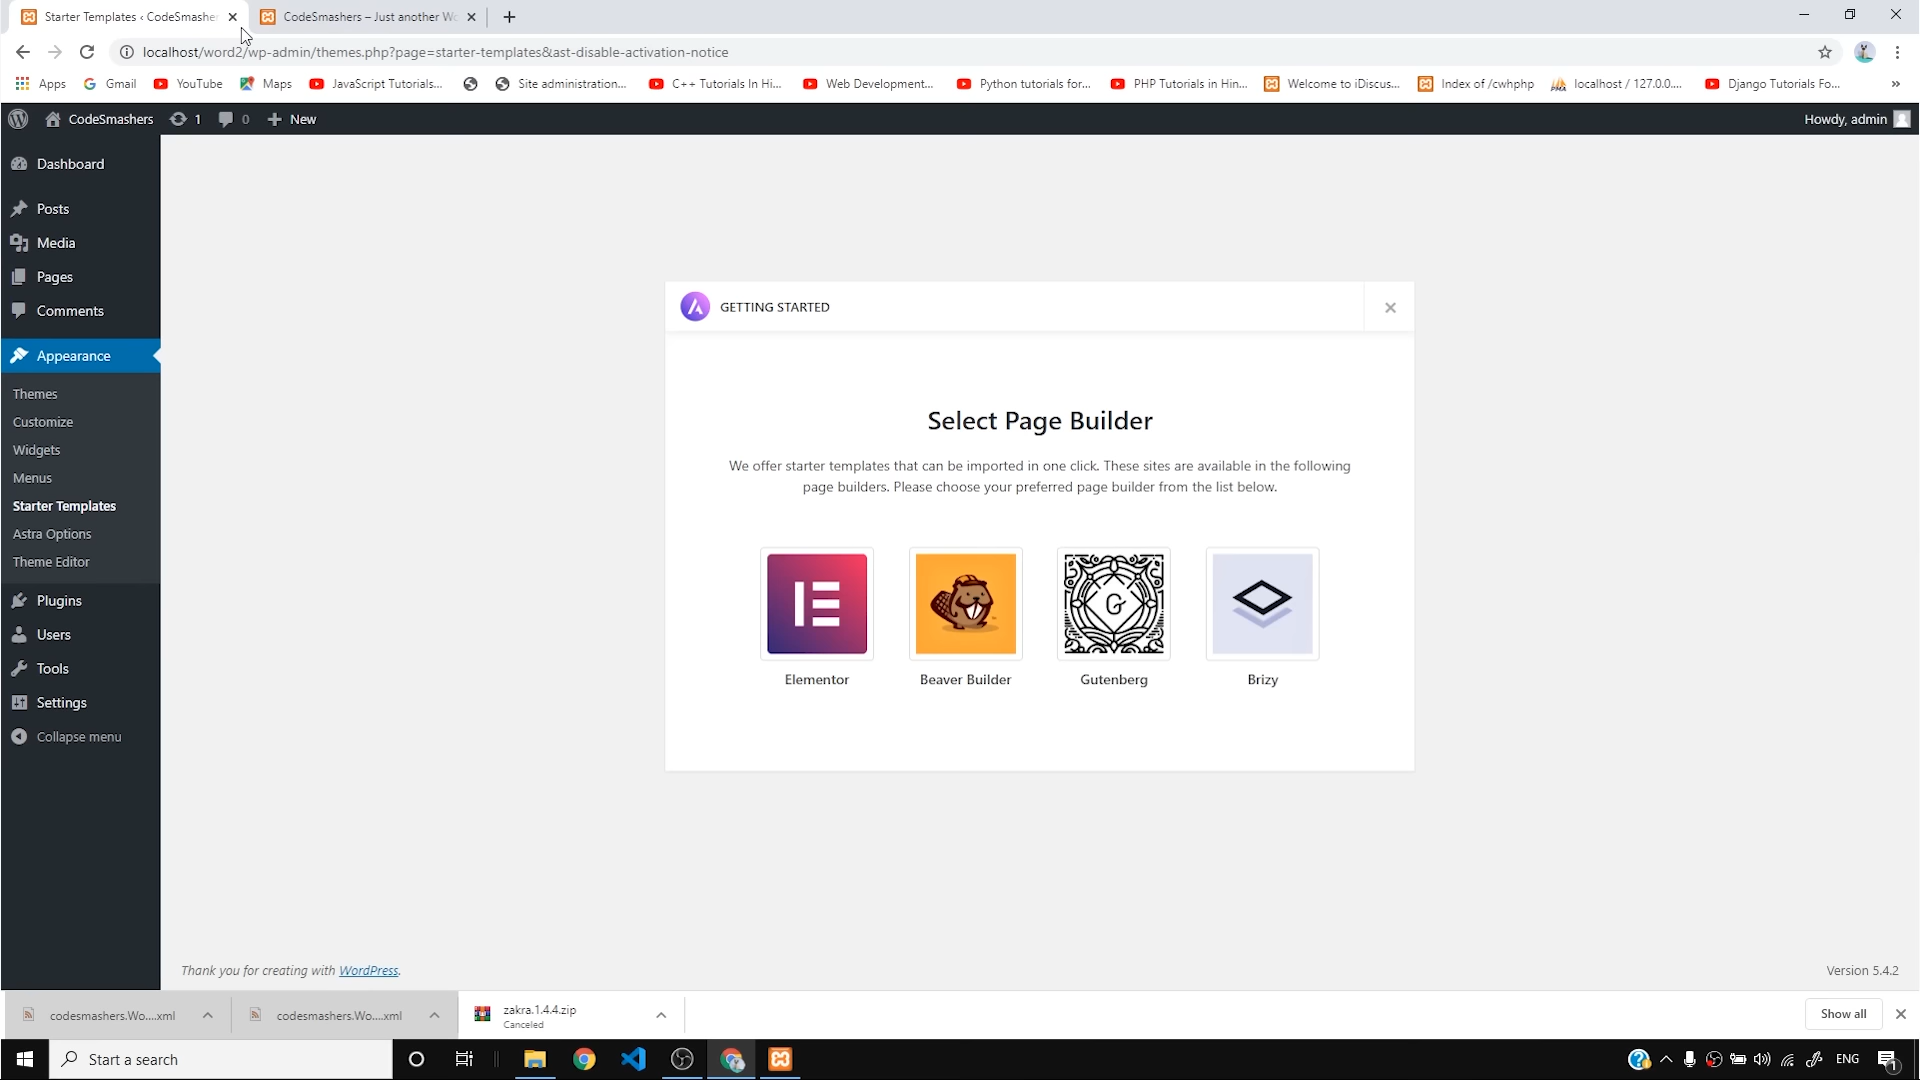 Starter Templates ‹ CodeSmasher
CodeSmashers – Just another Wo
localhost/word2/wp-admin/themes.php?page=starter-templates&ast-disable-activation-notice
Apps
Gmail
YouTube
Maps
JavaScript Tutorials...
Site administration...
C++ Tutorials In Hi...
Web Development...
Python tutorials for...
PHP Tutorials in Hin...
Welcome to iDiscus...
Index of /cwhphp
localhost / 127.0.0....
Django Tutorials Fo...
»
CodeSmashers
1
0
New
Howdy, admin
Dashboard
Posts
Media
Pages
Comments
Appearance
Themes
Customize
Widgets
Menus
Starter Templates
Astra Options
Theme Editor
Plugins
Users
Tools
Settings
Collapse menu
GETTING STARTED
Select Page Builder
We offer starter templates that can be imported in one click. These sites are available in the following
page builders. Please choose your preferred page builder from the list below.
G
Elementor
Beaver Builder
Gutenberg
Brizy
Thank you for creating with WordPress.
Version 5.4.2
codesmashers.Wo....xml
codesmashers.Wo....xml
zakra.1.4.4.zip
Canceled
Show all
Start a search
ENG
1